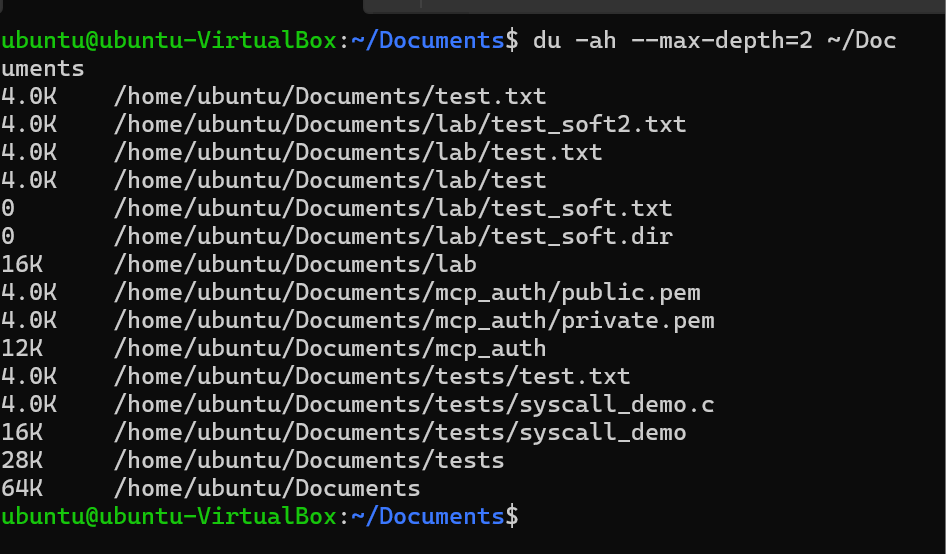 ubuntu@ubuntu-VirtualBox:~/Documents$ du -ah --max-depth=2 ~/Doc
uments
4.0K    /home/ubuntu/Documents/test.txt
4.0K    /home/ubuntu/Documents/lab/test_soft2.txt
4.0K    /home/ubuntu/Documents/lab/test.txt
4.0K    /home/ubuntu/Documents/lab/test
0       /home/ubuntu/Documents/lab/test_soft.txt
0       /home/ubuntu/Documents/lab/test_soft.dir
16K     /home/ubuntu/Documents/lab
4.0K    /home/ubuntu/Documents/mcp_auth/public.pem
4.0K    /home/ubuntu/Documents/mcp_auth/private.pem
12K     /home/ubuntu/Documents/mcp_auth
4.0K    /home/ubuntu/Documents/tests/test.txt
4.0K    /home/ubuntu/Documents/tests/syscall_demo.c
16K     /home/ubuntu/Documents/tests/syscall_demo
28K     /home/ubuntu/Documents/tests
64K     /home/ubuntu/Documents
ubuntu@ubuntu-VirtualBox:~/Documents$